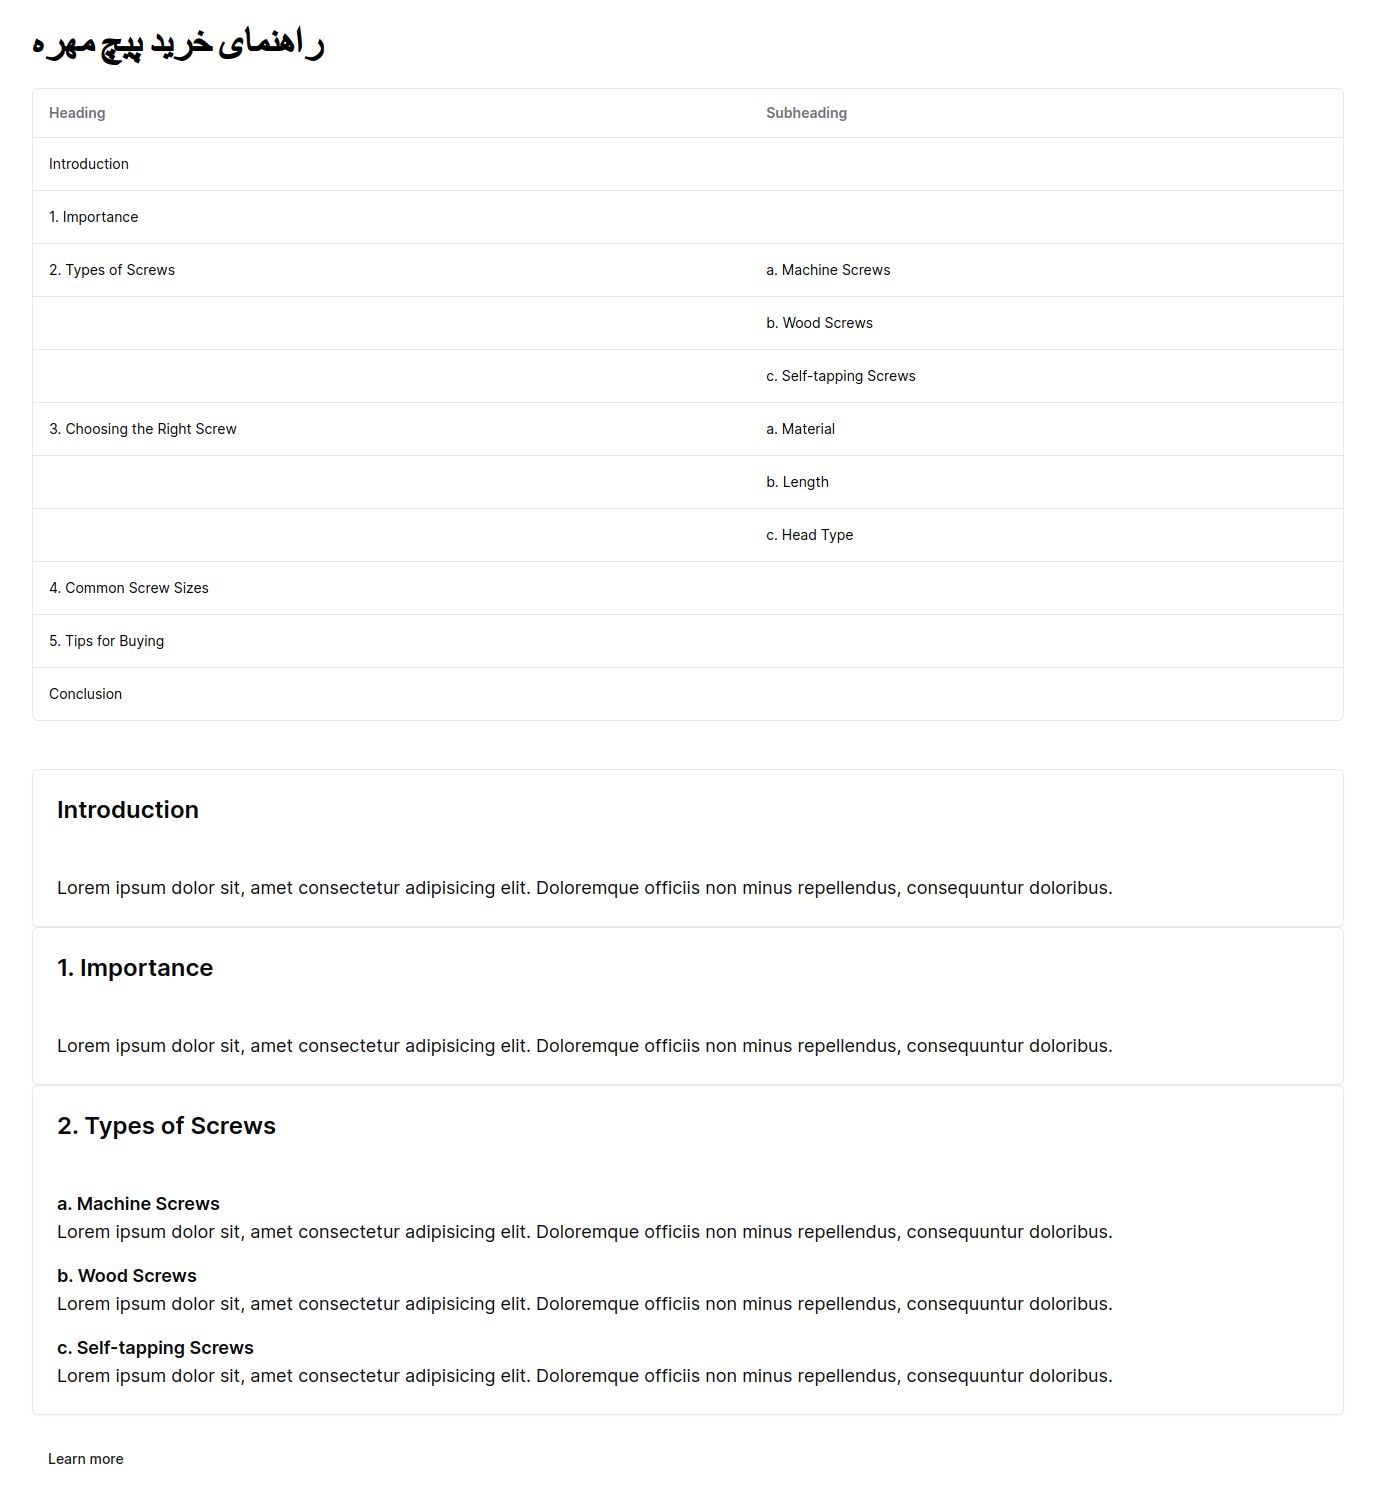 راهنمای خرید پیچ مهره
Heading Subheading
Introduction
1. Importance
2. Types of Screws a. Machine Screws
b. Wood Screws
c. Self-tapping Screws
3. Choosing the Right Screw a. Material
b. Length
c. Head Type
4. Common Screw Sizes
5. Tips for Buying
Conclusion
Introduction
Lorem ipsum dolor sit, amet consectetur adipisicing elit. Doloremque officiis non minus repellendus, consequuntur doloribus.
1. Importance
Lorem ipsum dolor sit, amet consectetur adipisicing elit. Doloremque officiis non minus repellendus, consequuntur doloribus.
2. Types of Screws
a. Machine Screws
Lorem ipsum dolor sit, amet consectetur adipisicing elit. Doloremque officiis non minus repellendus, consequuntur doloribus.
b. Wood Screws
Lorem ipsum dolor sit, amet consectetur adipisicing elit. Doloremque officiis non minus repellendus, consequuntur doloribus.
c. Self-tapping Screws
Lorem ipsum dolor sit, amet consectetur adipisicing elit. Doloremque officiis non minus repellendus, consequuntur doloribus.
Learn more